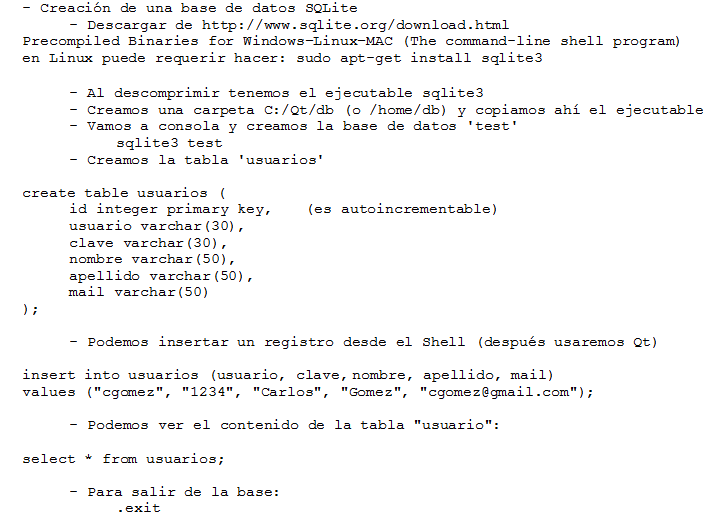 - Creación de una base de datos SQLite
- Descargar de http://www.sqlite.org/download.html
Precompiled Binaries for Windows-Linux-MAC (The command-line shell program)
en Linux puede requerir hacer: sudo apt-get install sqlite3
- Al descomprimir tenemos el ejecutable sqlite3
- Creamos una carpeta C:/Qt/db (o /home/db) y copiamos ahí el ejecutable
- Vamos a consola y creamos la base de datos 'test'
sqlite3 test
- Creamos la tabla 'usuarios'
create table usuarios (
id integer primary key, (es autoincrementable)
usuario varchar(30),
clave varchar(30),
nombre varchar(50),
apellido varchar(50),
mail varchar(50)
);
- Podemos insertar un registro desde el Shell (después usaremos Qt)
insert into usuarios (usuario, clave, nombre, apellido, mail)
values ("cgomez", "1234", "Carlos", "Gomez", "cgomez@gmail.com");
- Podemos ver el contenido de la tabla "usuario":
select * from usuarios;
- Para salir de la base:
.exit